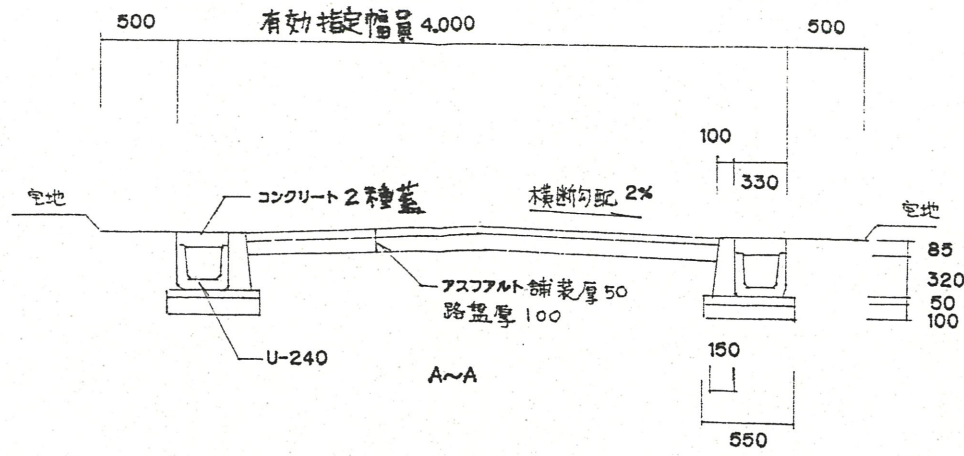 500
有効指定幅員 4.000
500
100
330
宅地
コンクリート 2種蓋
横断勾配 2%
宅地
85
320
50
100
アスファルト舗装厚50
路盤厚100
U-240
A~A
150
550